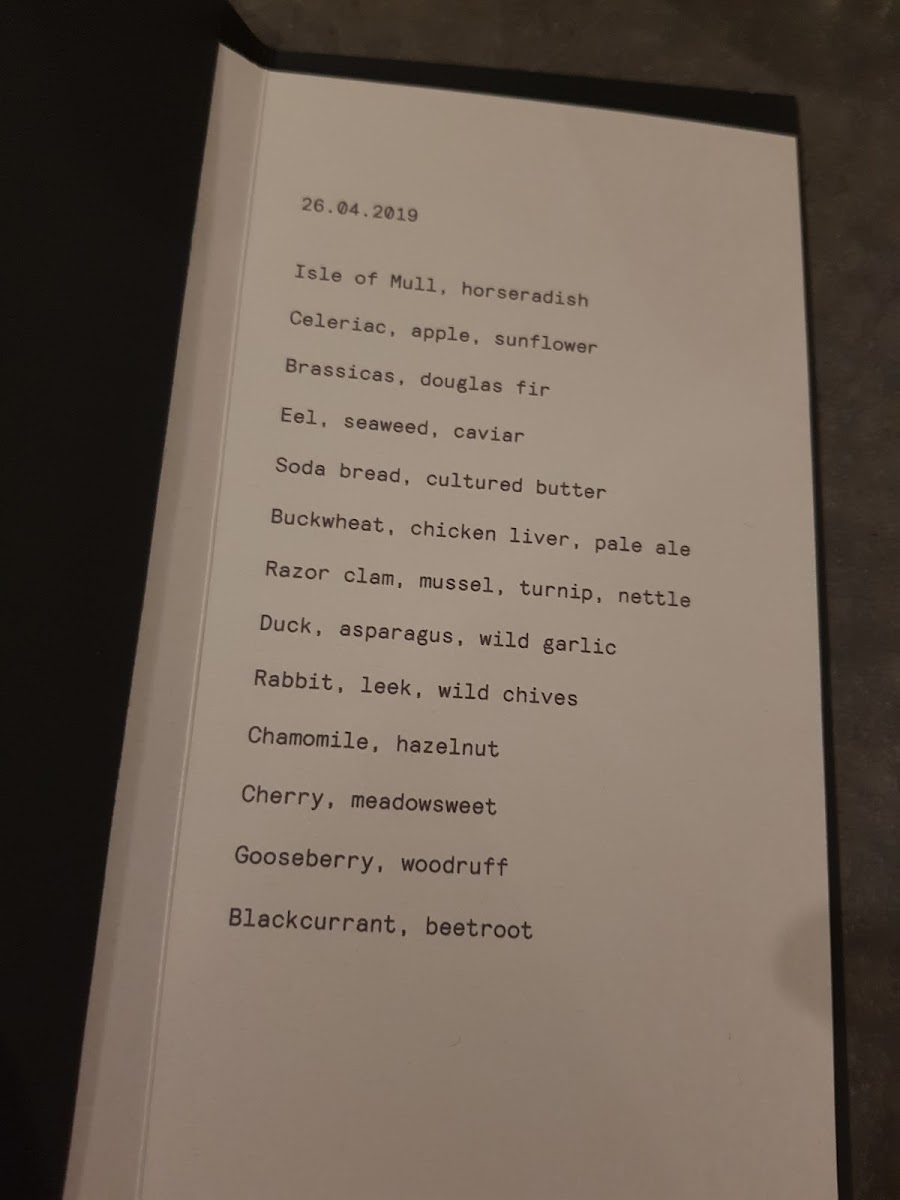 26.04.2019
Isle of Mull, horseradish
Celeriac, apple, sunflower
Brassicas, douglas fir
Eel, seaweed, caviar
Soda bread, cultured butter
Buckwheat, chicken liver, pale ale
Razor clam, mussel, turnip, nettle
Duck, asparagus, wild garlic
Rabbit, leek, wild chives
Chamomile, hazelnut
Cherry, meadowsweet
Gooseberry, woodruff
Blackcurrant, beetroot